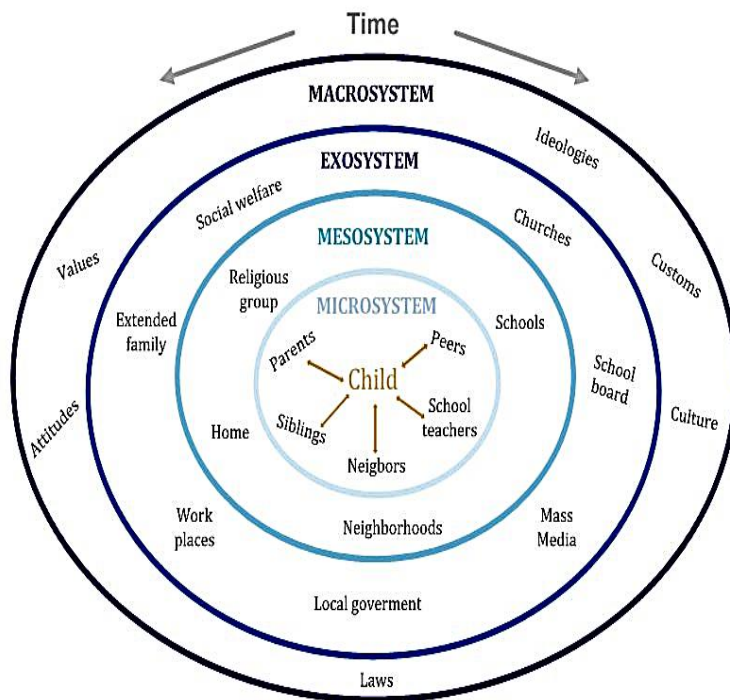 Time
MACROSYSTEM
Ideologies
EXOSYSTEM
Social welfare
Churches
MESOSYSTEM
Values
Customs
Religious
group
MICROSYSTEM
Extended
family
Schools
Parents
Peers
Child
School
board
Attitudes
Siblings
School
teachers
Culture
Home
Neigbors
Work
places
Neighborhoods
Mass
Media
Local goverment
Laws